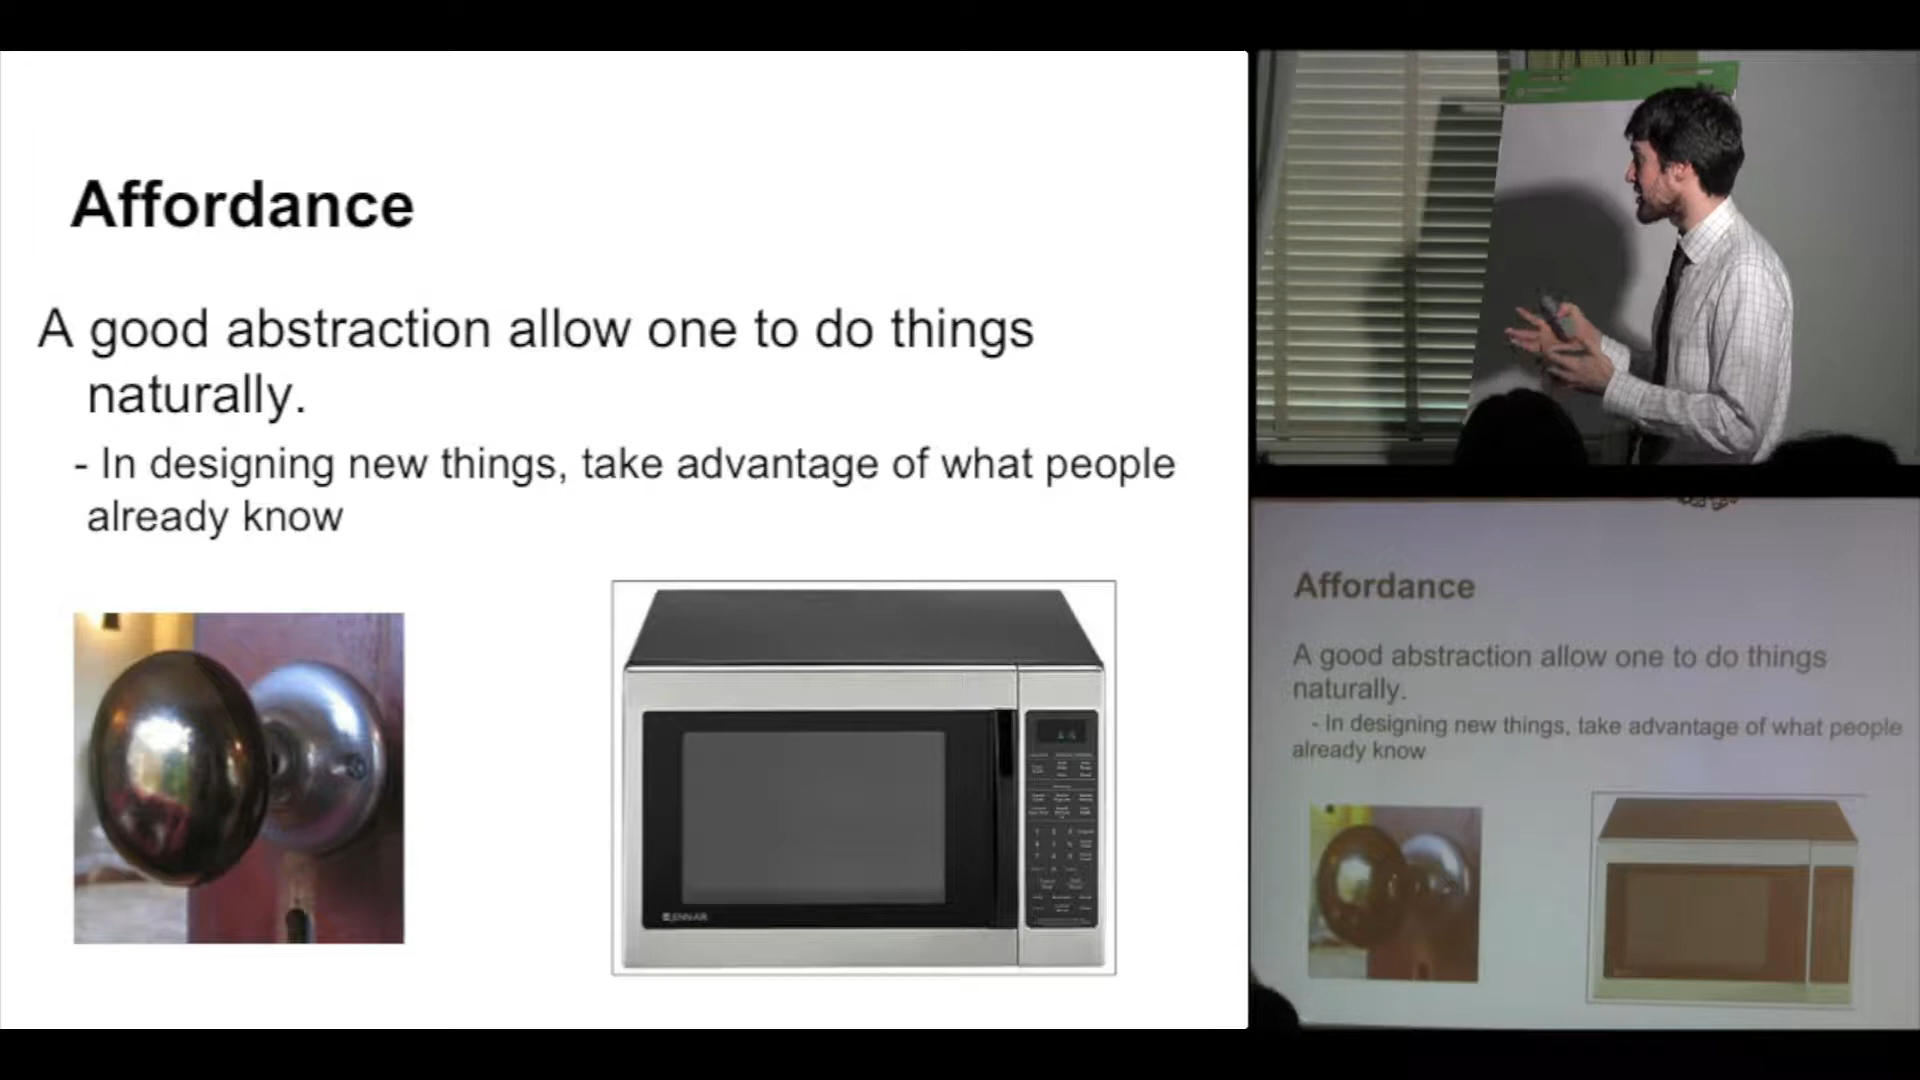 Affordance
A good abstraction allow one to do things
naturally.
- In designing new things, take advantage of what people
already know
JENN-AIR
Affordance
A good abstraction allow one to do things
naturally.
- In designing new things, take advantage of what people
already know